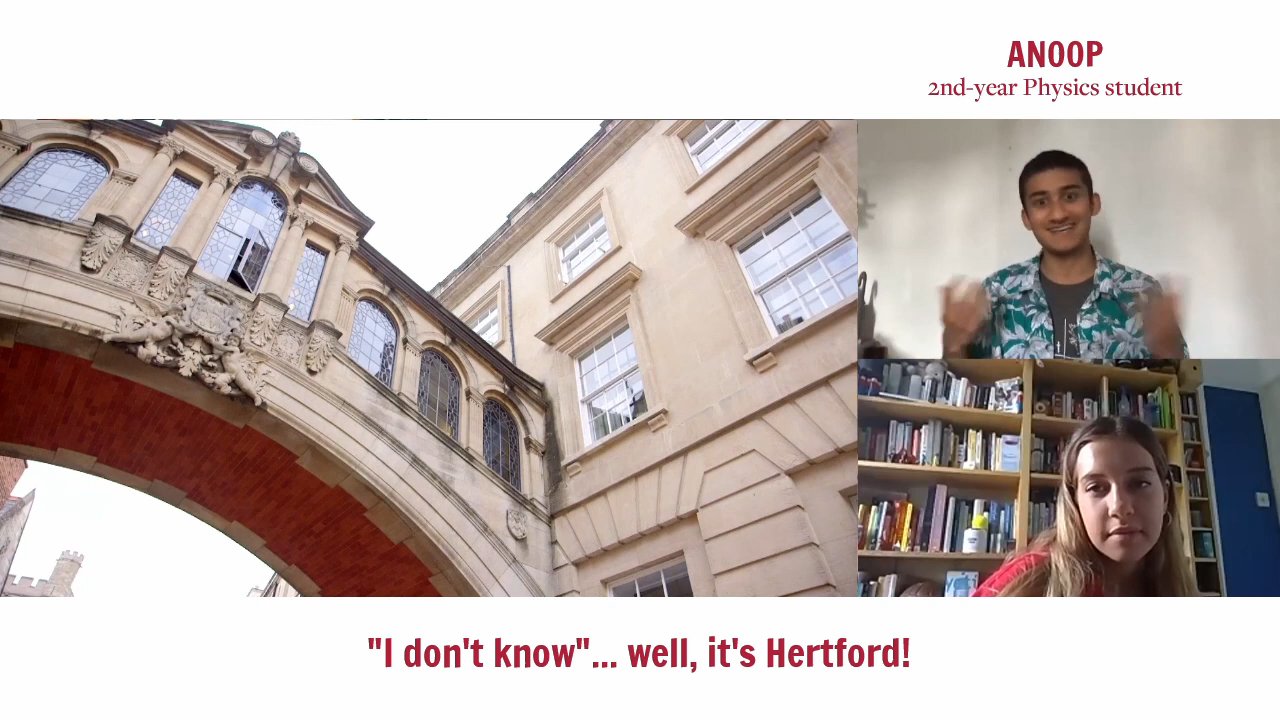 ANOOP
2nd-year Physics student
"I don't know"... well, it's Hertford!